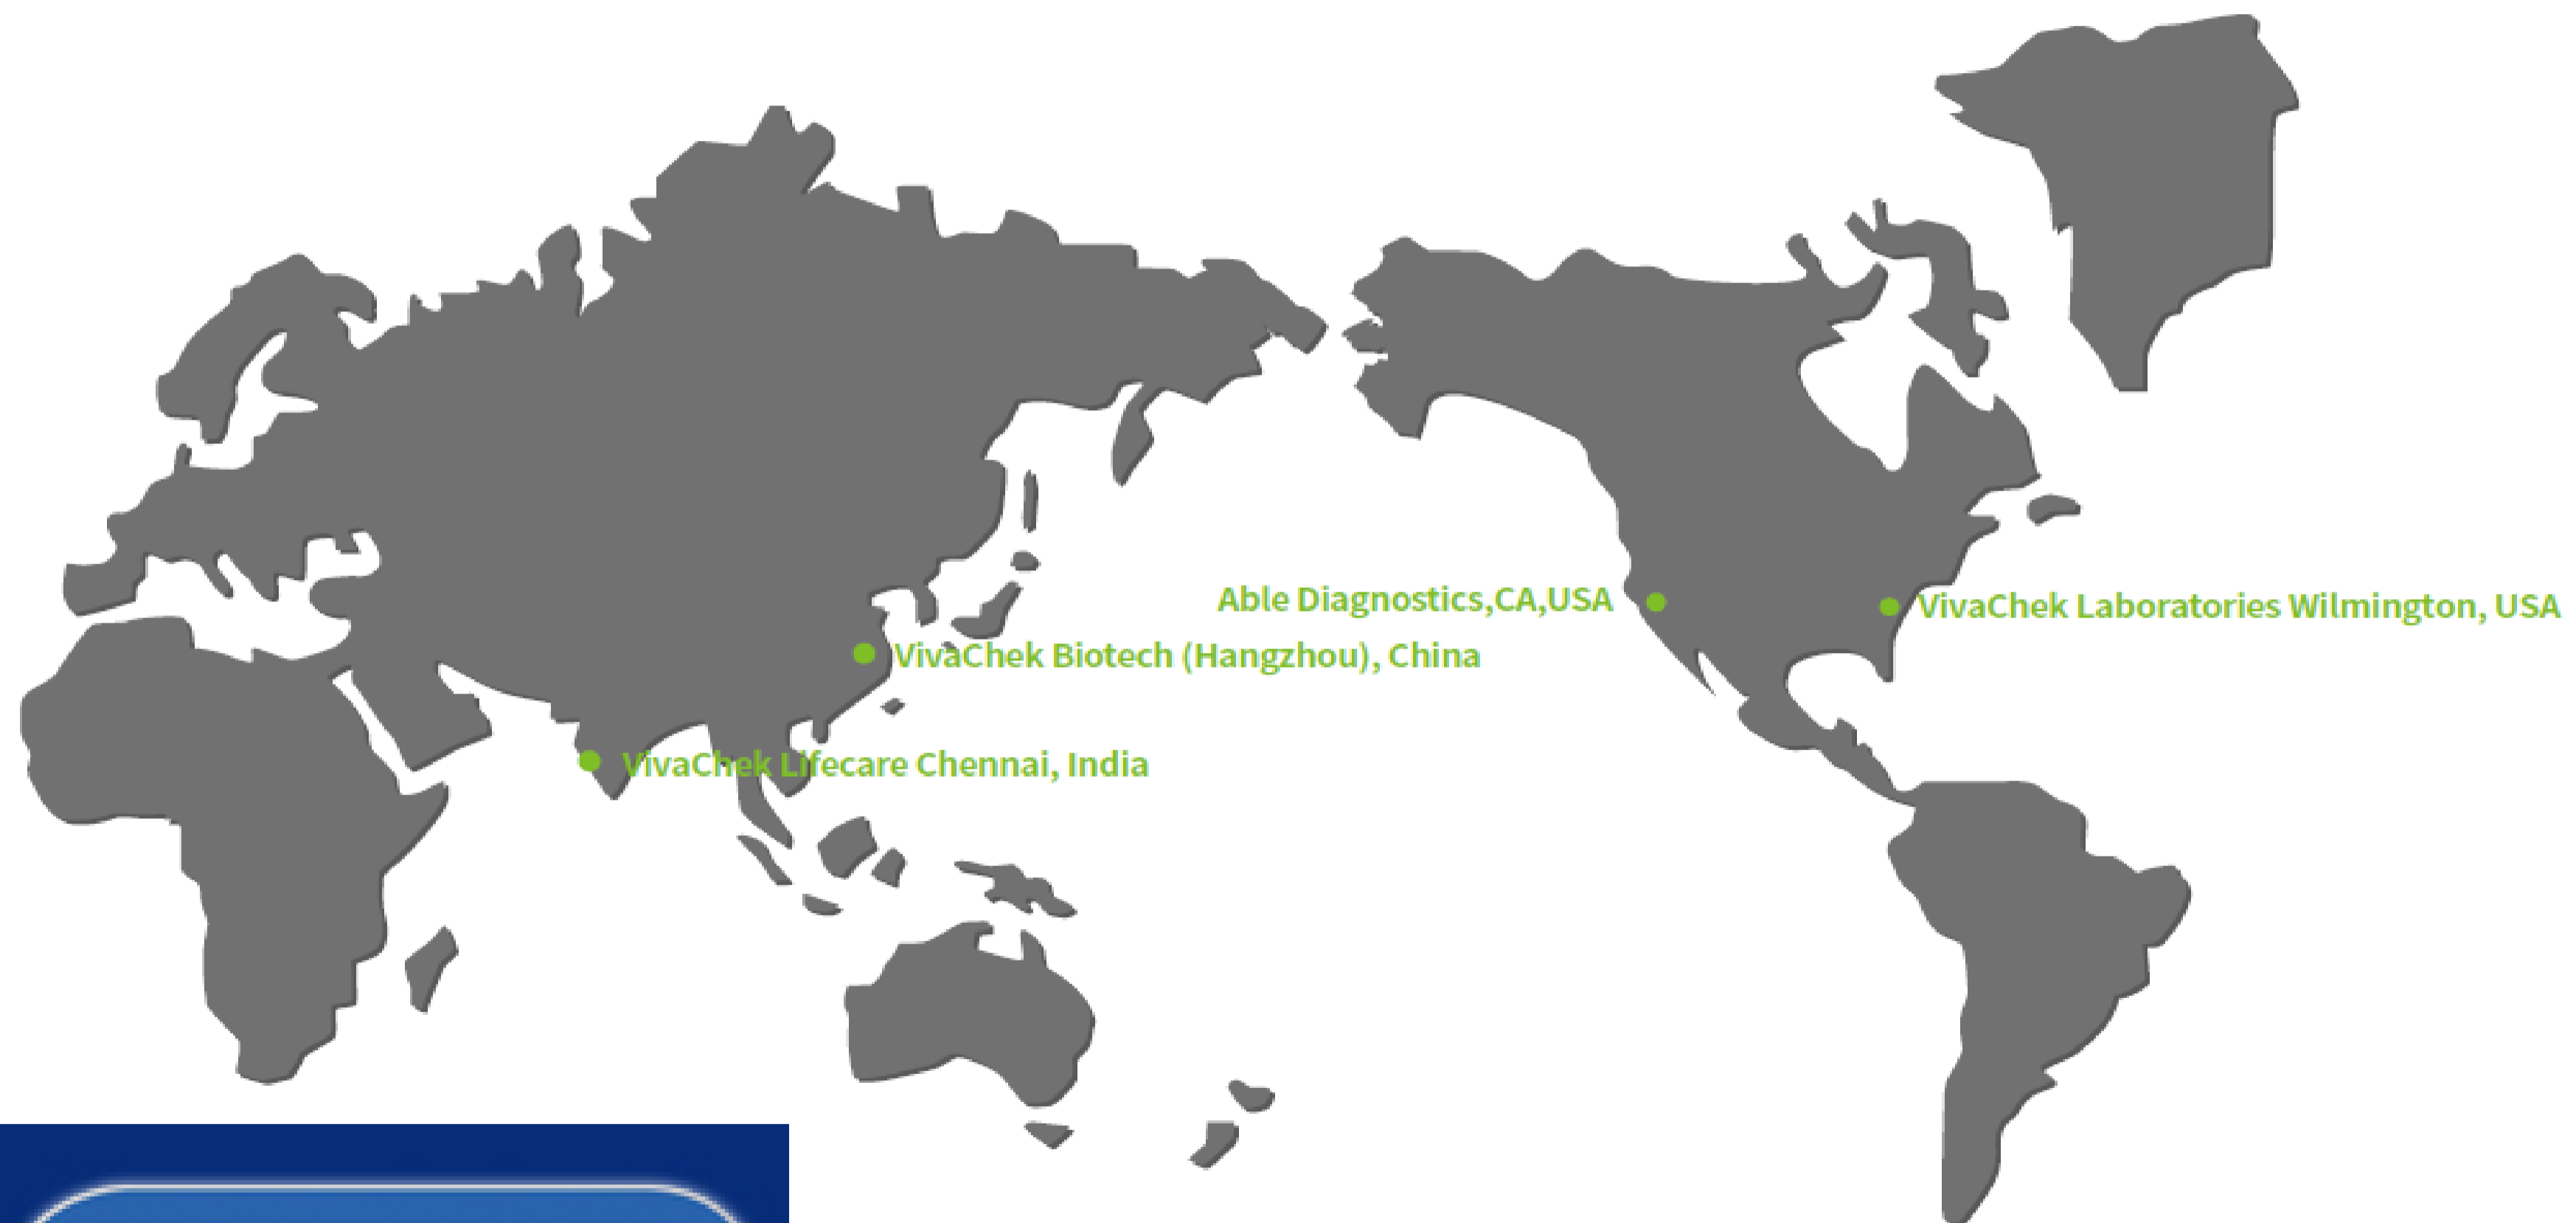 Able Diagnostics,CA,USA
VivaChek Laboratories Wilmington, USA
VivaChek Biotech (Hangzhou), China
VivaChek Lifecare Chennai, India